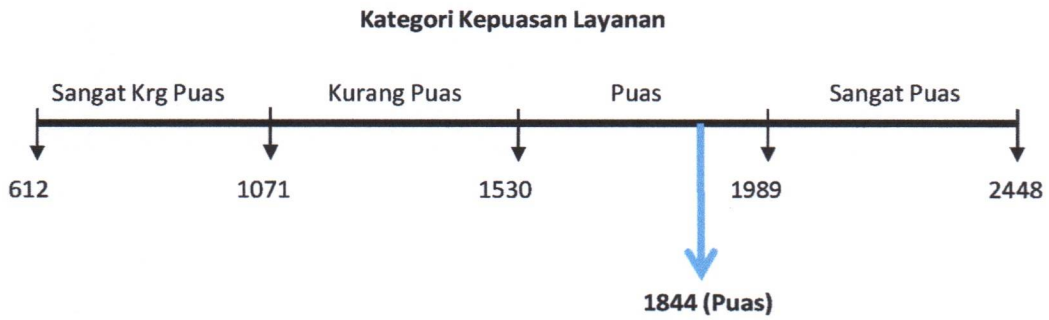 Kategori Kepuasan Layanan
Sangat Krg Puas Kurang Puas Puas Sangat Puas
612 1071 1530 1989 2448
1844 (Puas)